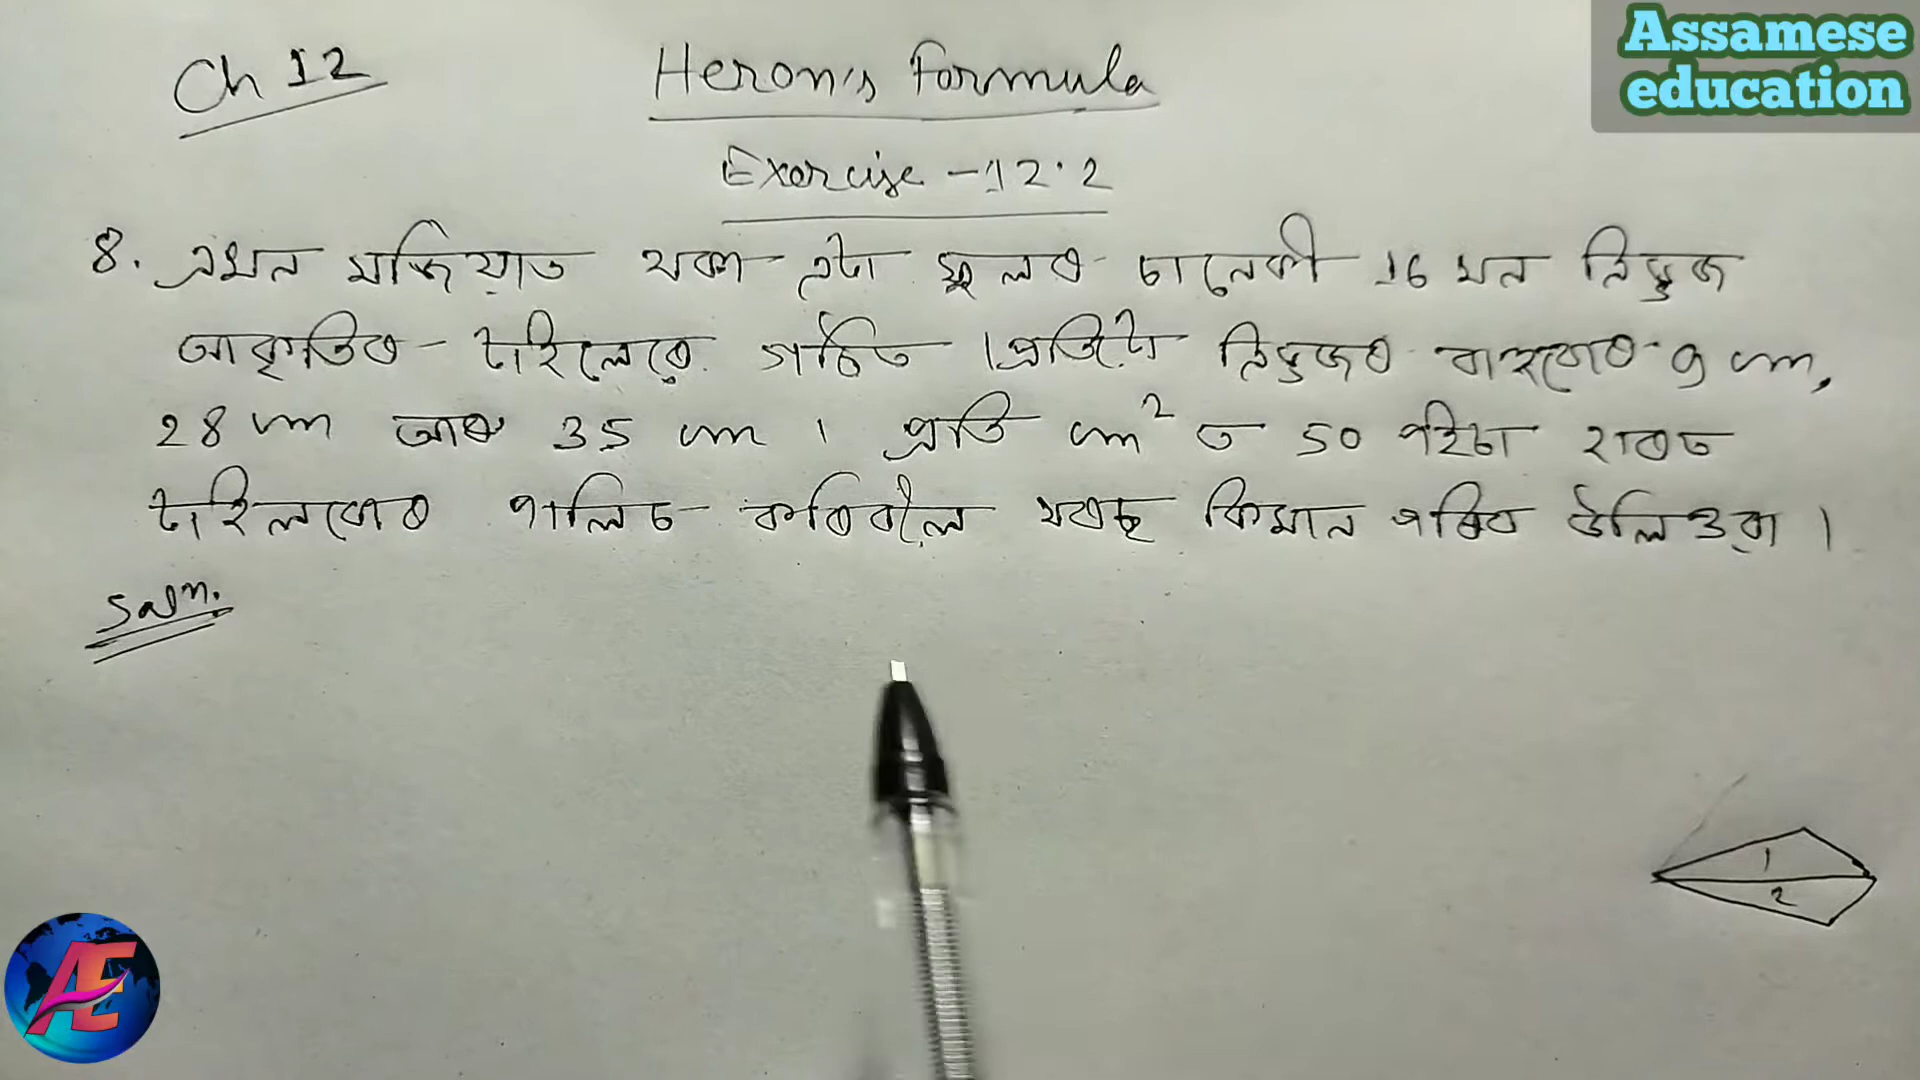 Assamese
education
Ch 12
Heron's Formula
Exercise - 12.2
8. এখন মজিয়াত থকা এটা ফুলৰ চানেকী 16 খন ত্ৰিভুজ
আকৃতিৰ টাইলেৰে গঠিত । প্ৰতিটো ত্ৰিভুজৰ বাহুবোৰ 9 cm,
28 cm আৰু 35 cm । প্ৰতি cm² ত 50 পইচা হাৰত
টাইলবোৰ পালিচ কৰিবলৈ খৰছ কিমান পৰিব উলিওৱা ।
Soln.
1
2
AE